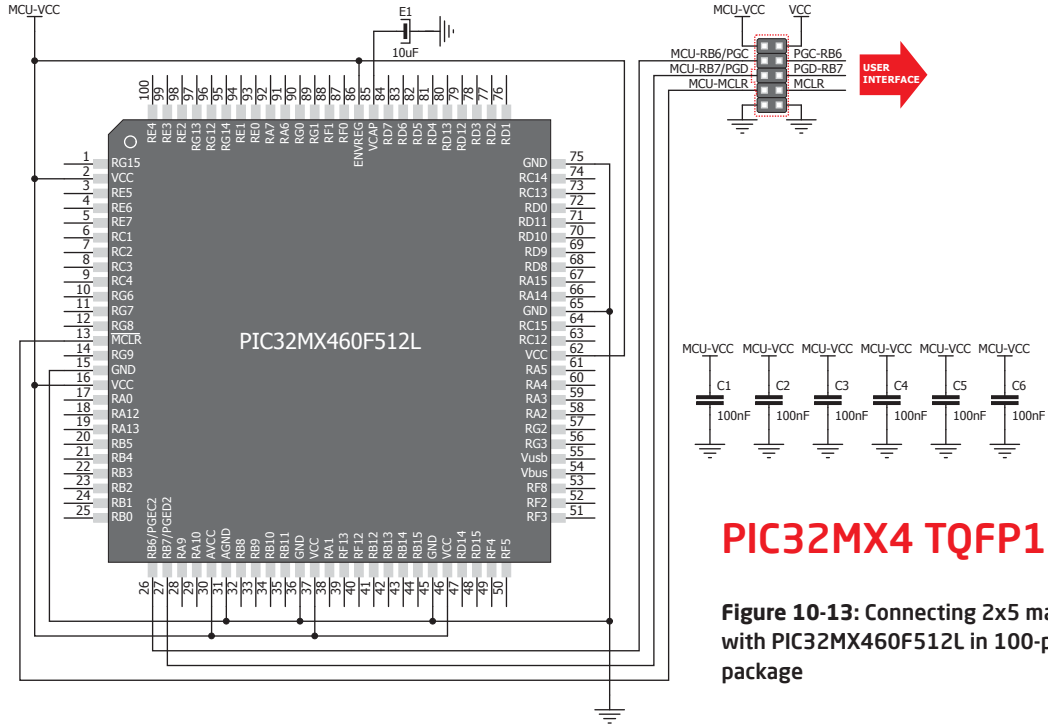 MCU-VCC
E1
10uF
MCU-VCC VCC
MCU-RB6/PGC PGC-RB6
MCU-RB7/PGD PGD-RB7
MCU-MCLR MCLR
USER
INTERFACE
100 99 98 97 96 95 94 93 92 91 90 89 88 87 86 85 84 83 82 81 80 79 78 77 76
RE4 RE3 RE2 RG13 RG12 RG14 RE1 RE0 RA7 RA6 RG0 RG1 RF1 RF0 ENVREG VCAP RD7 RD6 RD5 RD4 RD13 RD12 RD3 RD2 RD1
1 RG15 GND 75
2 VCC RC14 74
3 RE5 RC13 73
4 RE6 RD0 72
5 RE7 RD11 71
6 RC1 RD10 70
7 RC2 RD9 69
8 RC3 RD8 68
9 RC4 RA15 67
10 RG6 RA14 66
11 RG7 GND 65
12 RG8 RC15 64
13 MCLR RC12 63
14 RG9 VCC 62
15 GND RA5 61
16 VCC RA4 60
17 RA0 RA3 59
18 RA12 RA2 58
19 RA13 RG2 57
20 RB5 RG3 56
21 RB4 Vusb 55
22 RB3 Vbus 54
23 RB2 RF8 53
24 RB1 RF2 52
25 RB0 RF3 51
PIC32MX460F512L
RB6/PGEC2 RB7/PGED2 RA9 RA10 AVCC AGND RB8 RB9 RB10 RB11 GND VCC RA1 RF13 RF12 RB12 RB13 RB14 RB15 GND VCC RD14 RD15 RF4 RF5
26 27 28 29 30 31 32 33 34 35 36 37 38 39 40 41 42 43 44 45 46 47 48 49 50
MCU-VCC MCU-VCC MCU-VCC MCU-VCC MCU-VCC MCU-VCC
C1 C2 C3 C4 C5 C6
100nF 100nF 100nF 100nF 100nF 100nF
PIC32MX4 TQFP1
Figure 10-13: Connecting 2x5 ma
with PIC32MX460F512L in 100-p
package